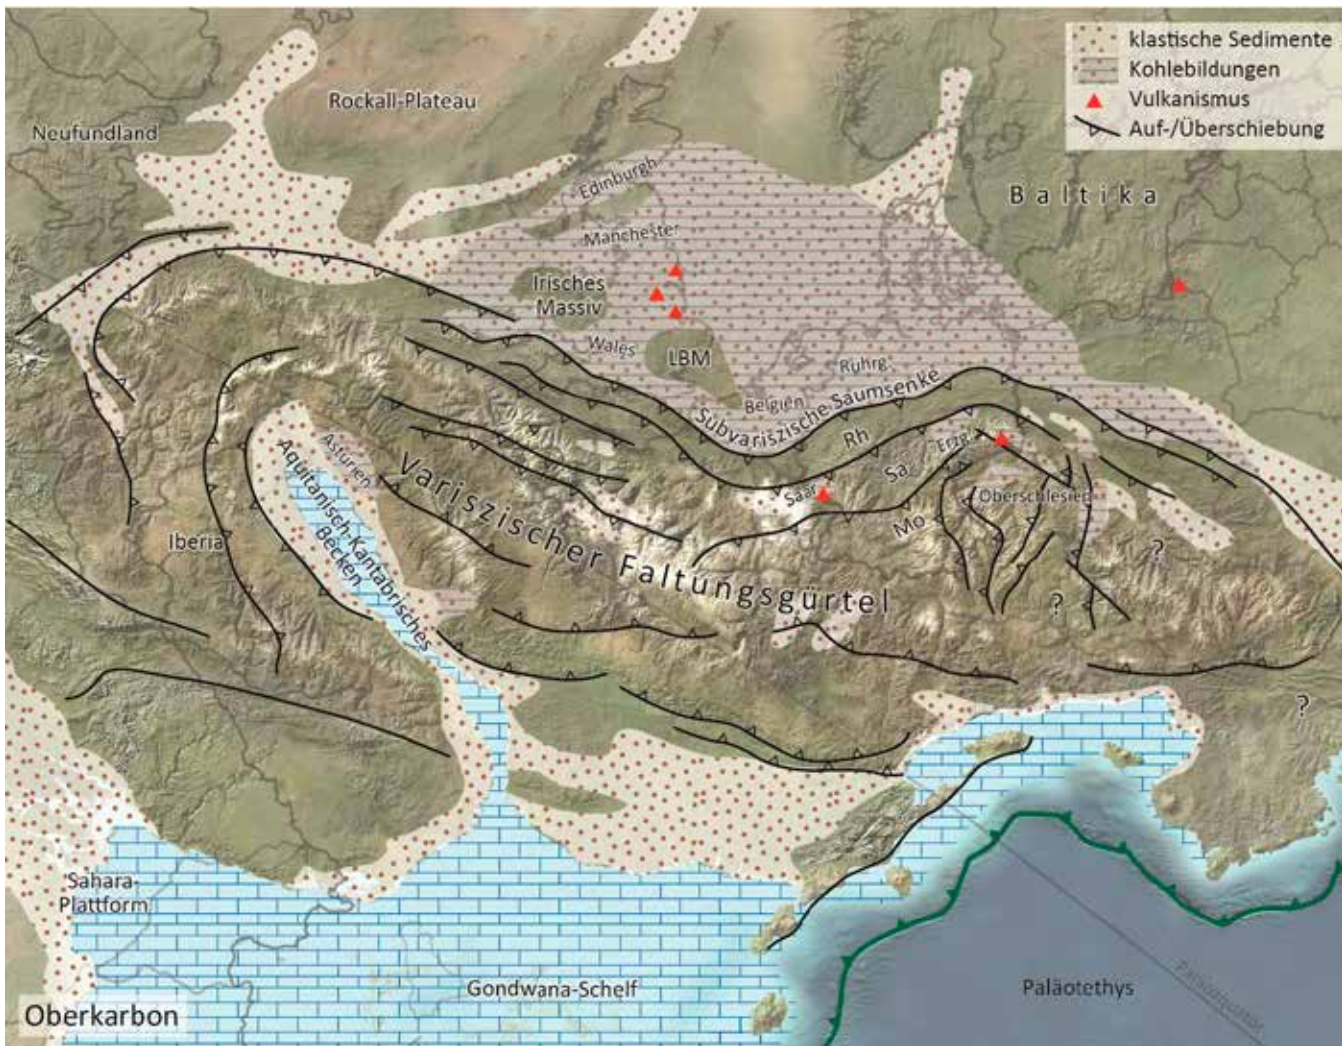 klastische Sedimente
Kohlebildungen
Vulkanismus
Auf-/Überschiebung
Rockall-Plateau
Neufundland
Edinburgh
Baltika
Manchester
Irisches
Massiv
Wales
LBM
Ruhrg.
Belgien
Subvariszische Saumsenke
Rh
Erzg.
Sa
Saar
Asturien
Aquitanisch-Kantabrisches
Becken
Variszischer Faltungsgürtel
Oberschlesien
Mo
Iberia
?
?
?
Sahara-
Plattform
Gondwana-Schelf
Paläotethys
Paläoäquator
Oberkarbon